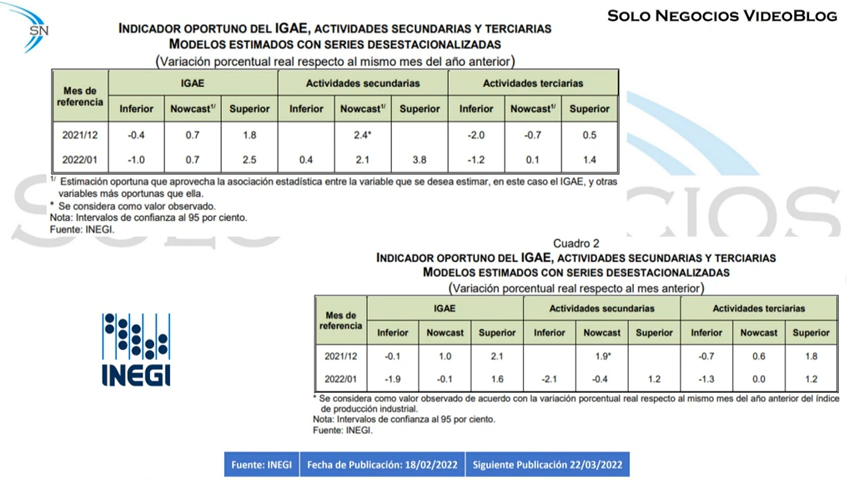 SN
SOLO NEGOCIOS VIDEOBLOG
INDICADOR OPORTUNO DEL IGAE, ACTIVIDADES SECUNDARIAS Y TERCIARIAS
MODELOS ESTIMADOS CON SERIES DESESTACIONALIZADAS
(Variación porcentual real respecto al mismo mes del año anterior)
Mes de referencia IGAE Actividades secundarias Actividades terciarias
Inferior Nowcast1/ Superior Inferior Nowcast1/ Superior Inferior Nowcast1/ Superior
2021/12 -0.4 0.7 1.8 2.4* -2.0 -0.7 0.5
2022/01 -1.0 0.7 2.5 0.4 2.1 3.8 -1.2 0.1 1.4
1/ Estimación oportuna que aprovecha la asociación estadística entre la variable que se desea estimar, en este caso el IGAE, y otras
variables más oportunas que ella.
* Se considera como valor observado.
Nota: Intervalos de confianza al 95 por ciento.
Fuente: INEGI.
Cuadro 2
INDICADOR OPORTUNO DEL IGAE, ACTIVIDADES SECUNDARIAS Y TERCIARIAS
MODELOS ESTIMADOS CON SERIES DESESTACIONALIZADAS
(Variación porcentual real respecto al mes anterior)
Mes de referencia IGAE Actividades secundarias Actividades terciarias
Inferior Nowcast Superior Inferior Nowcast Superior Inferior Nowcast Superior
2021/12 -0.1 1.0 2.1 1.9* -0.7 0.6 1.8
2022/01 -1.9 -0.1 1.6 -2.1 -0.4 1.2 -1.3 0.0 1.2
* Se considera como valor observado de acuerdo con la variación porcentual real respecto al mismo mes del año anterior del índice
de producción industrial.
Nota: Intervalos de confianza al 95 por ciento.
Fuente: INEGI.
INEGI
Fuente: INEGI Fecha de Publicación: 18/02/2022 Siguiente Publicación 22/03/2022